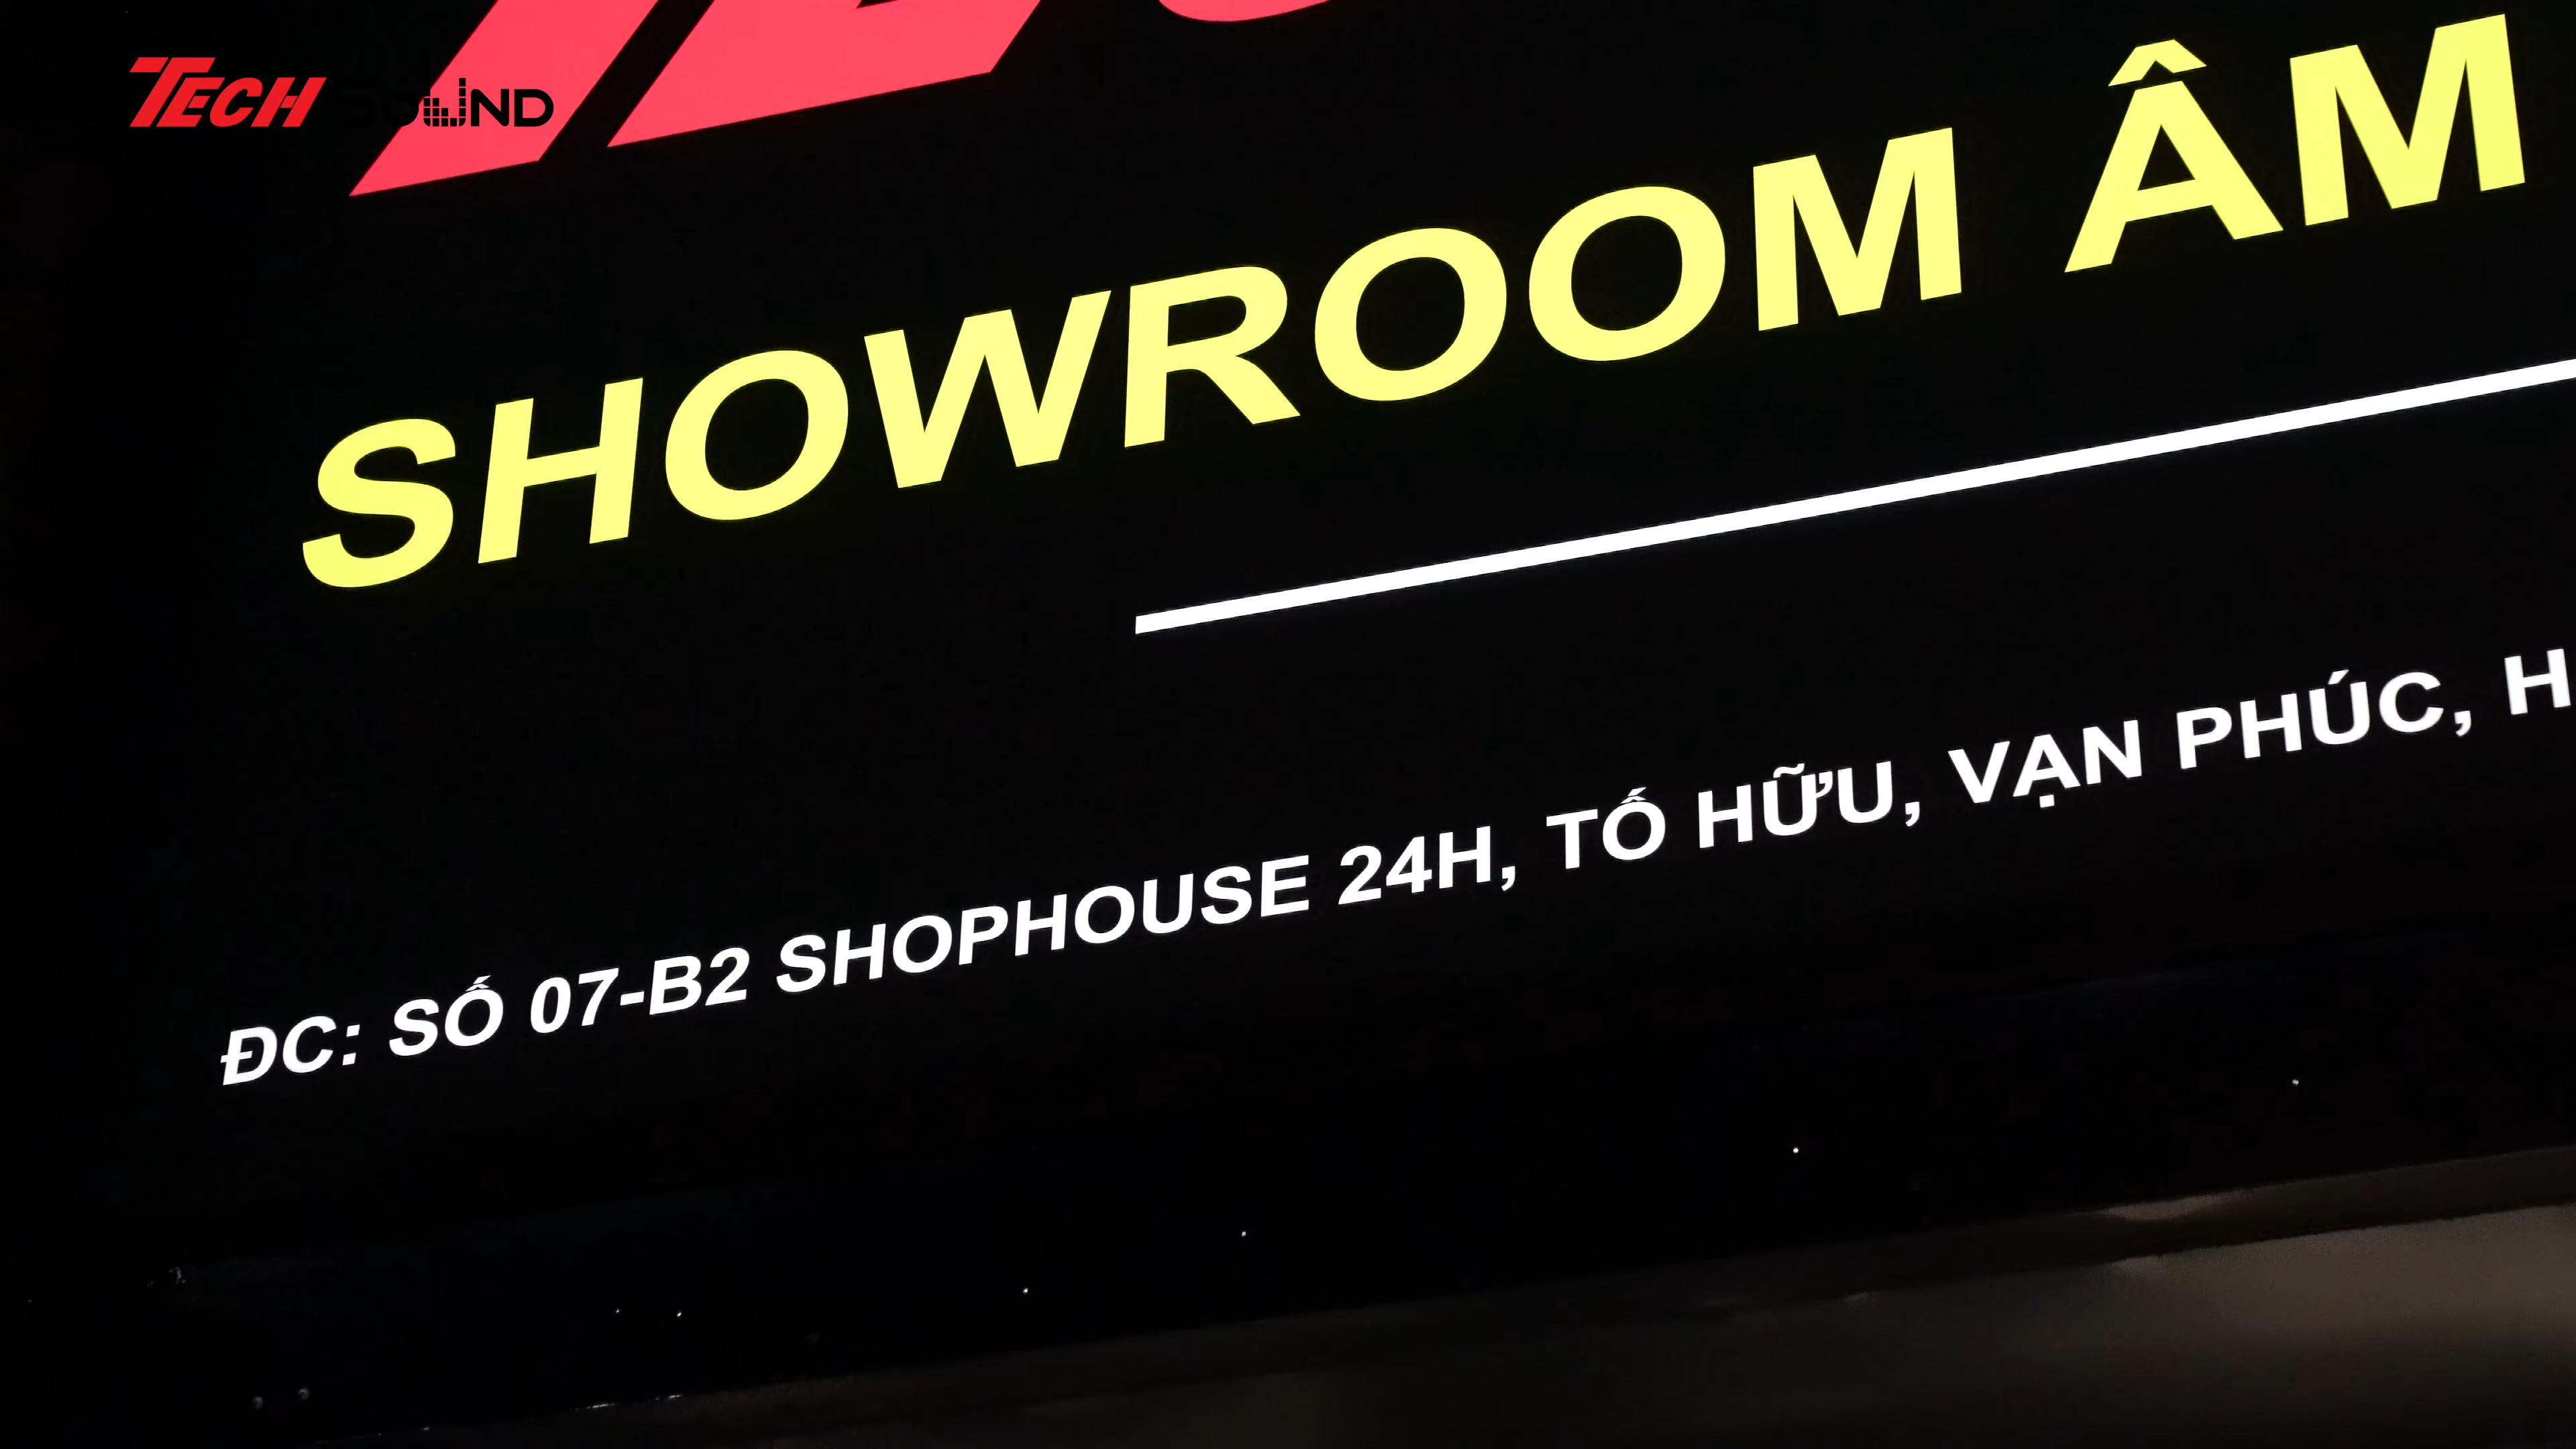 TECH SOUND
SHOWROOM ÂM
ĐC: SỐ 07-B2 SHOPHOUSE 24H, TỐ HỮU, VẠN PHÚC, H